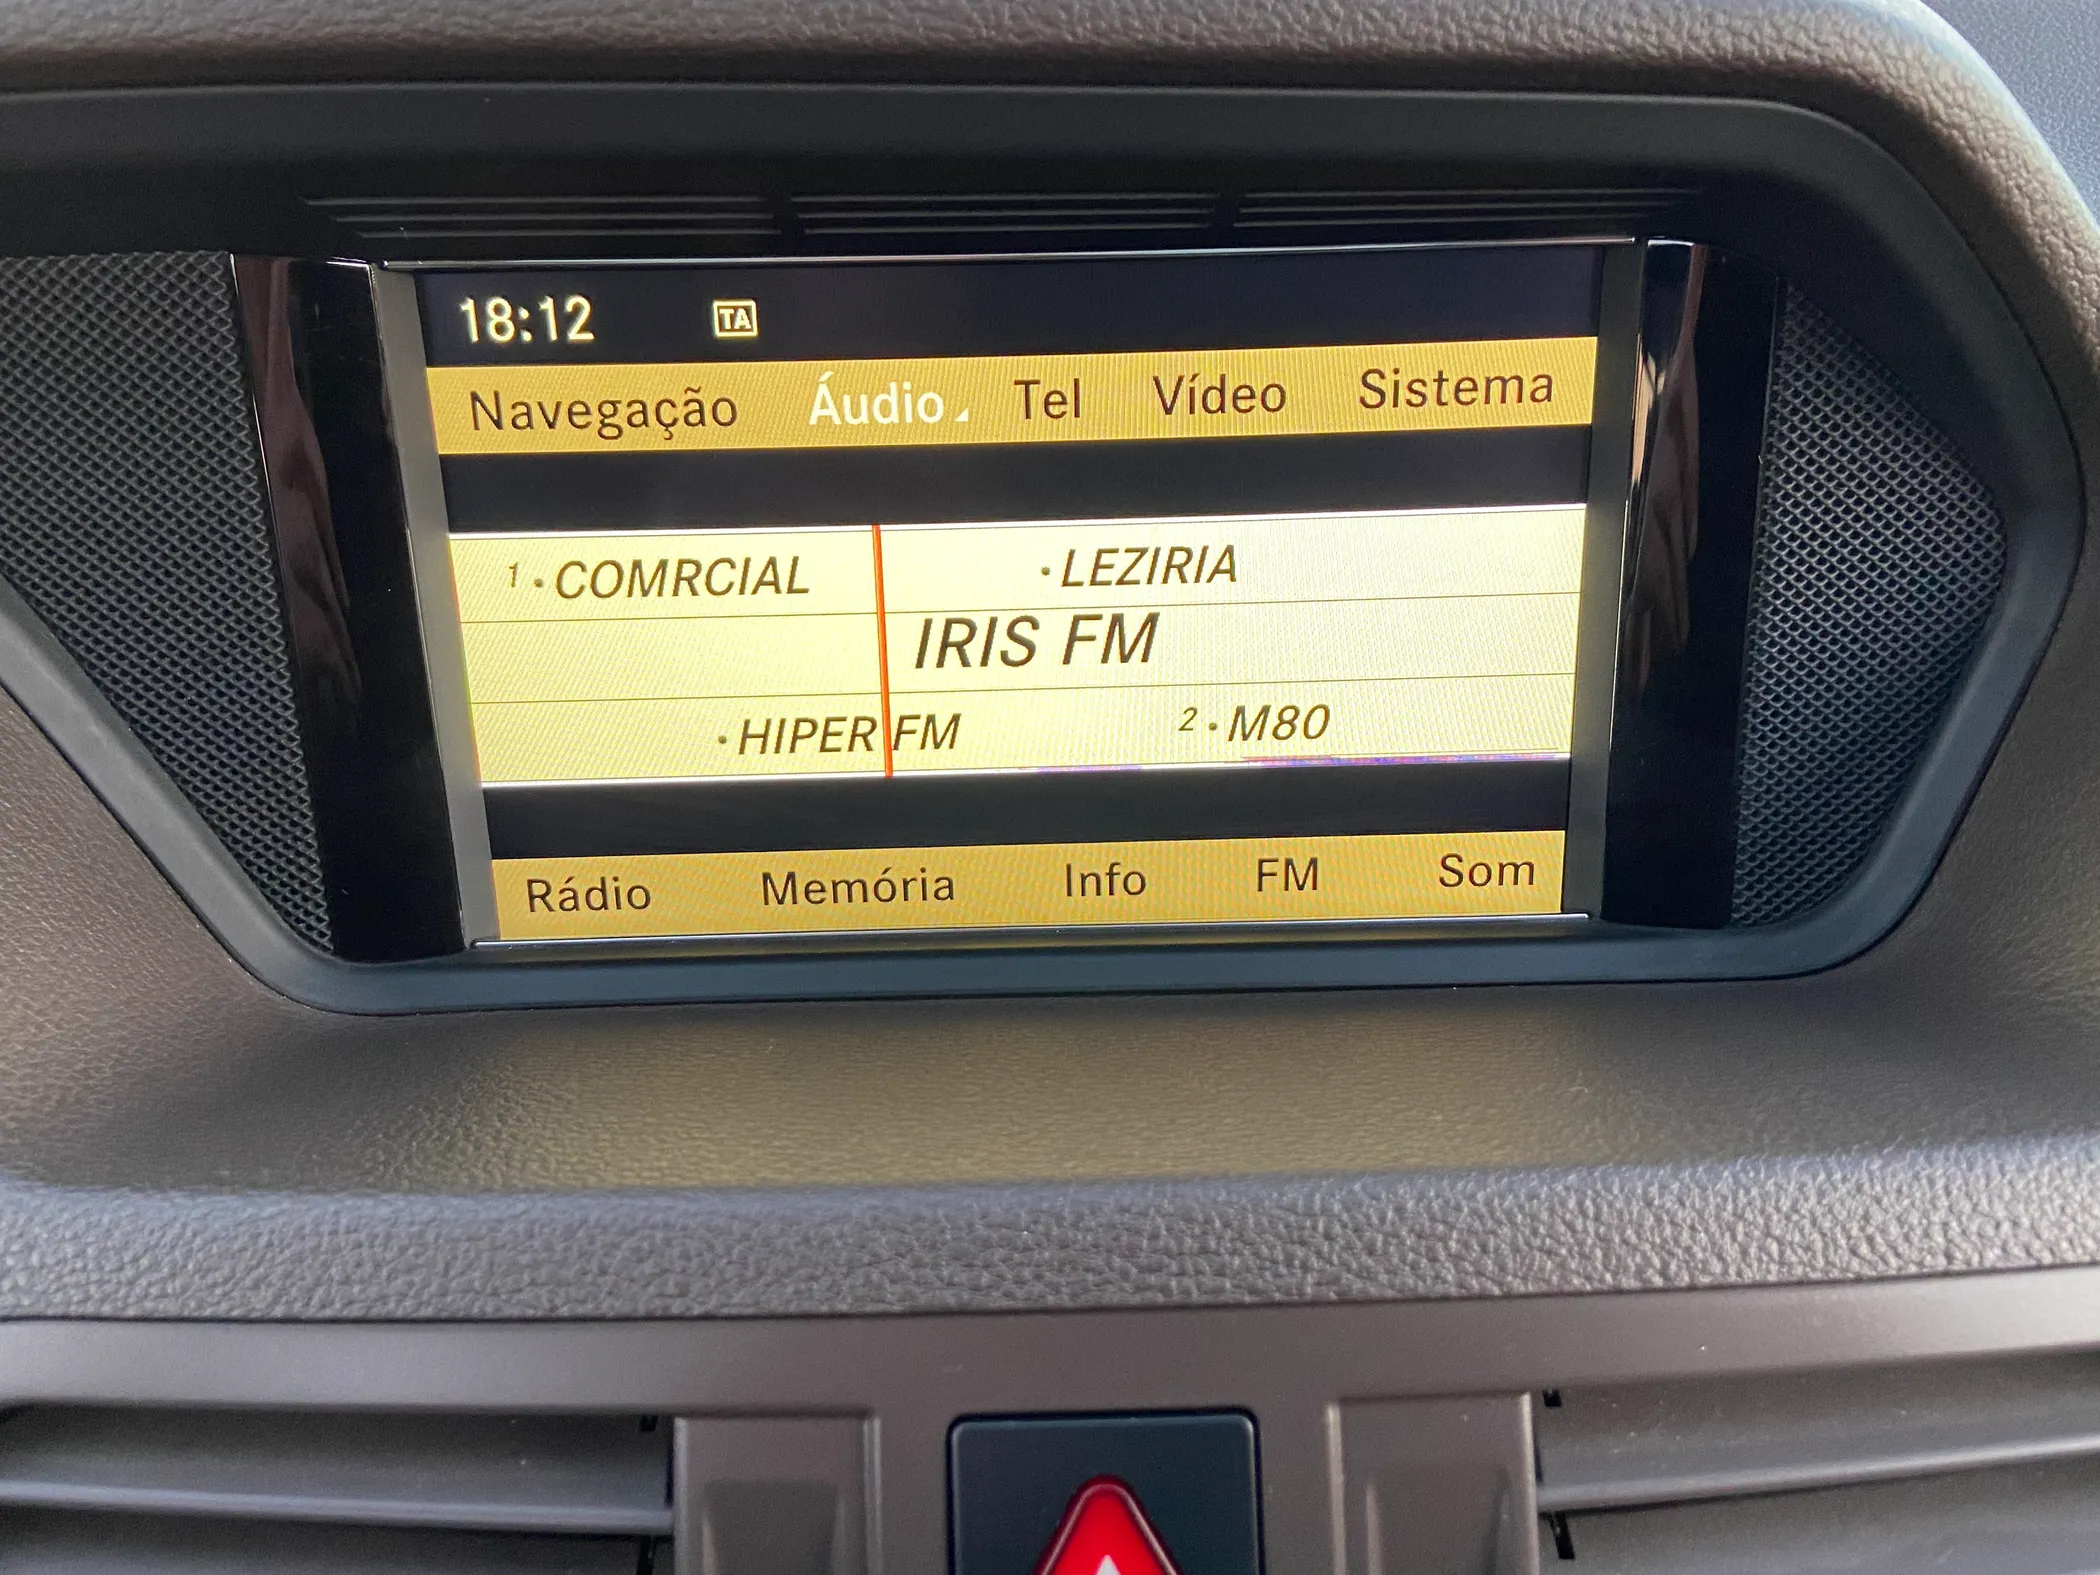 18:12 TA
Navegação Áudio Tel Vídeo Sistema
1 · COMRCIAL · LEZIRIA
IRIS FM
· HIPER FM 2 · M80
Rádio Memória Info FM Som